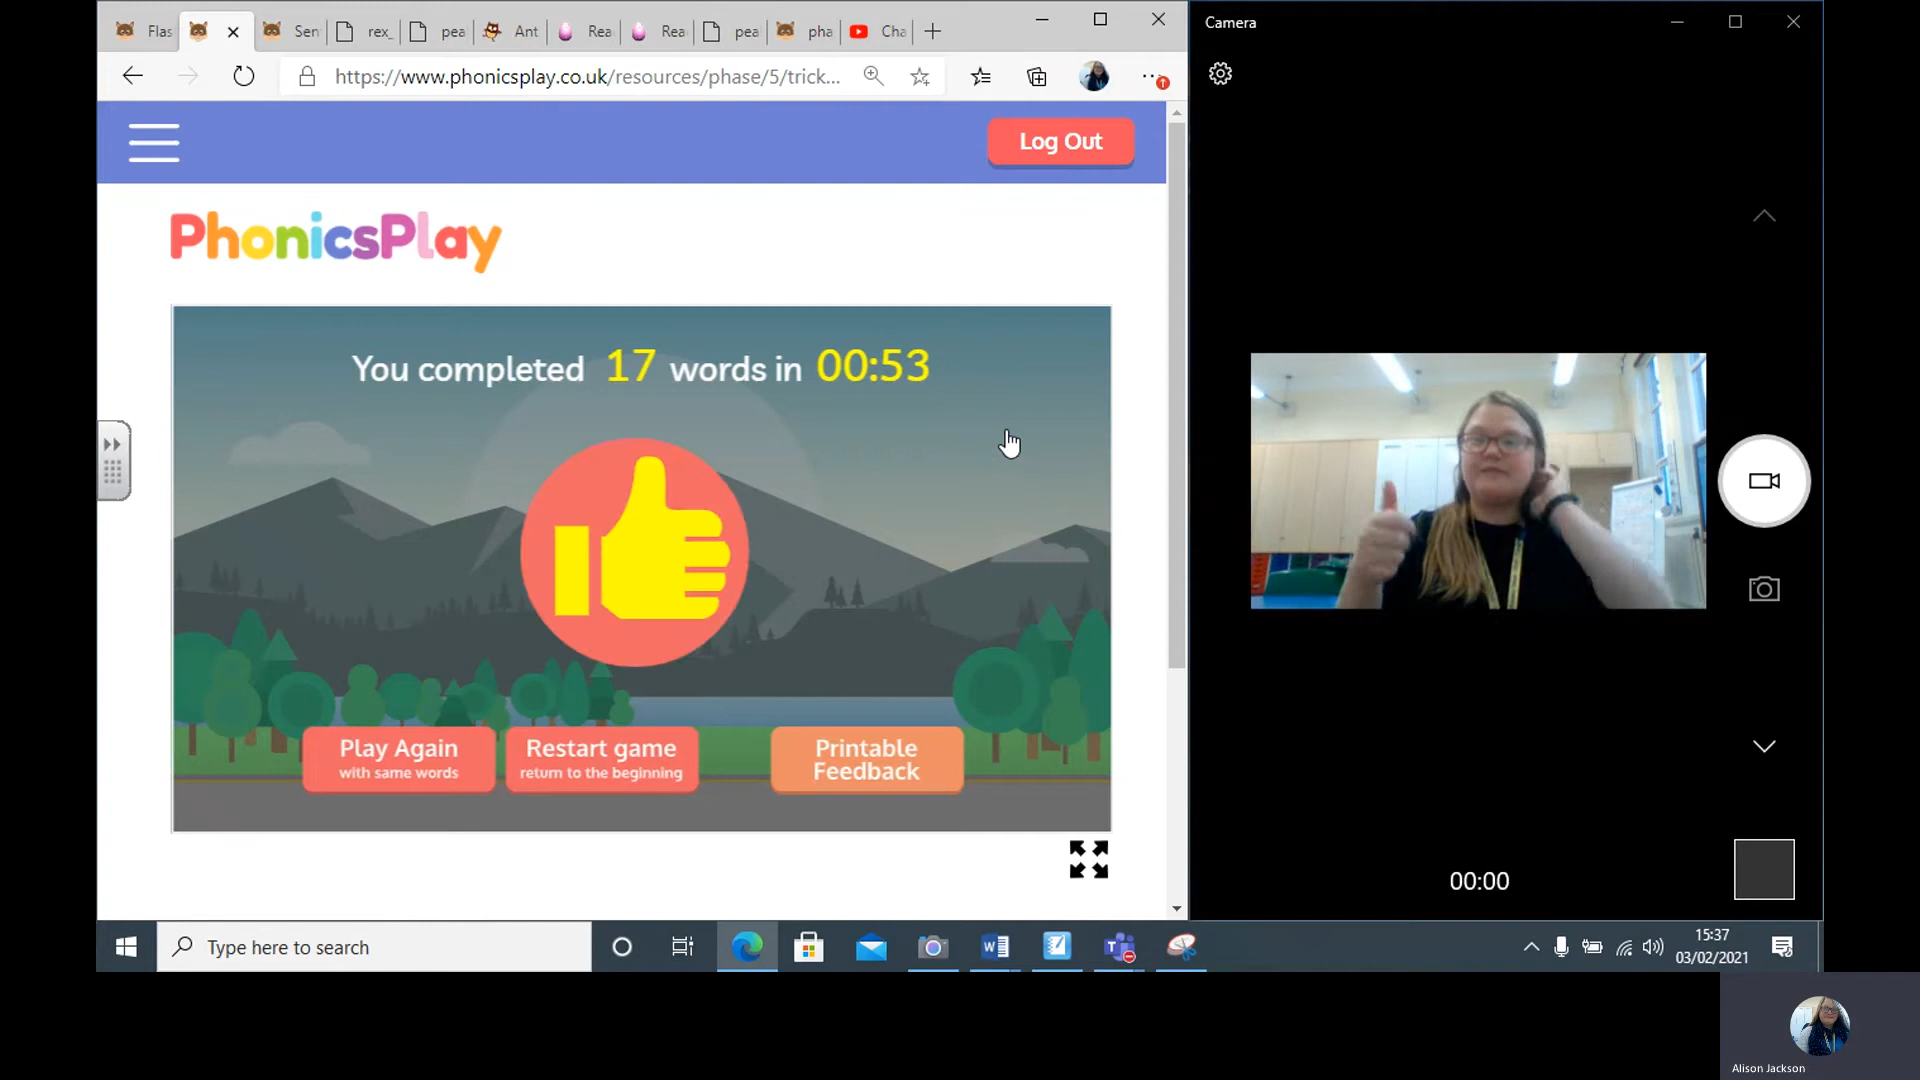 Flas
Sen
rex_
pea
Ant
Rea
Rea
pea
pha
Cha
https://www.phonicsplay.co.uk/resources/phase/5/trick...
Log Out
PhonicsPlay
You completed 17 words in 00:53
Play Again
with same words
Restart game
return to the beginning
Printable
Feedback
Camera
00:00
Type here to search
15:37
03/02/2021
Alison Jackson